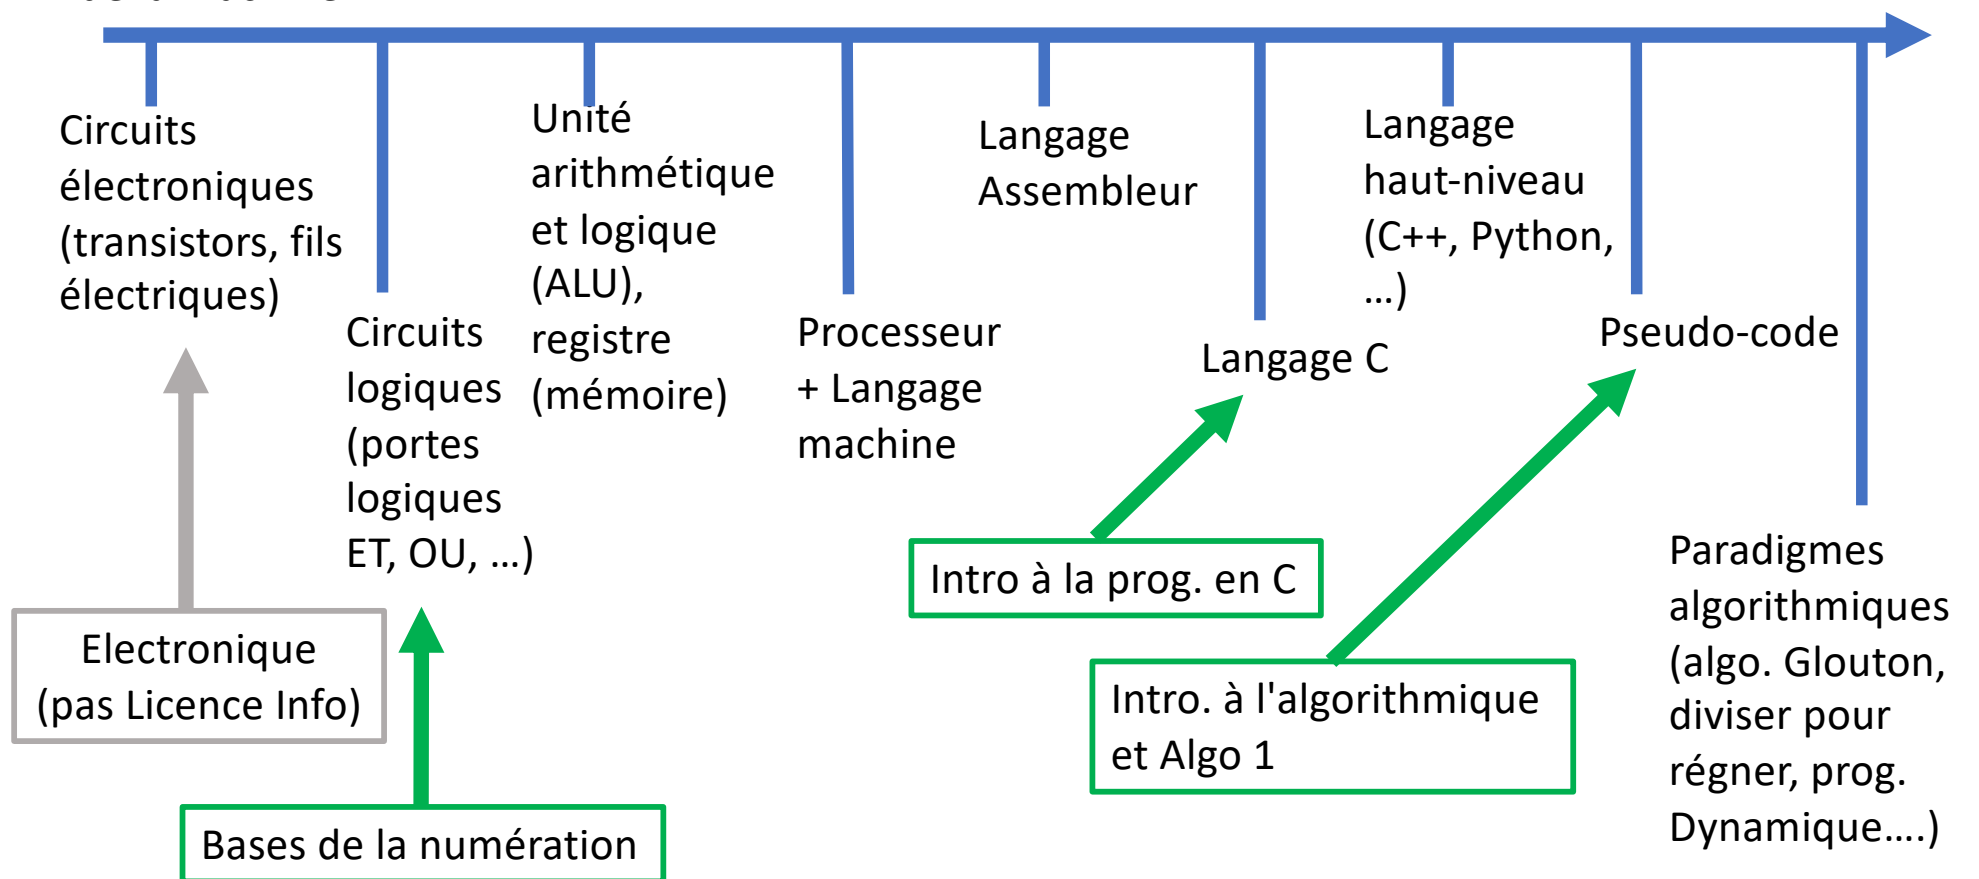 Circuits
électroniques
(transistors, fils
électriques)
Circuits
logiques
(portes
logiques
ET, OU, …)
Unité
arithmétique
et logique
(ALU),
registre
(mémoire)
Processeur
+ Langage
machine
Langage
Assembleur
Langage C
Langage
haut-niveau
(C++, Python,
…)
Pseudo-code
Paradigmes
algorithmiques
(algo. Glouton,
diviser pour
régner, prog.
Dynamique….)
Electronique
(pas Licence Info)
Bases de la numération
Intro à la prog. en C
Intro. à l'algorithmique
et Algo 1